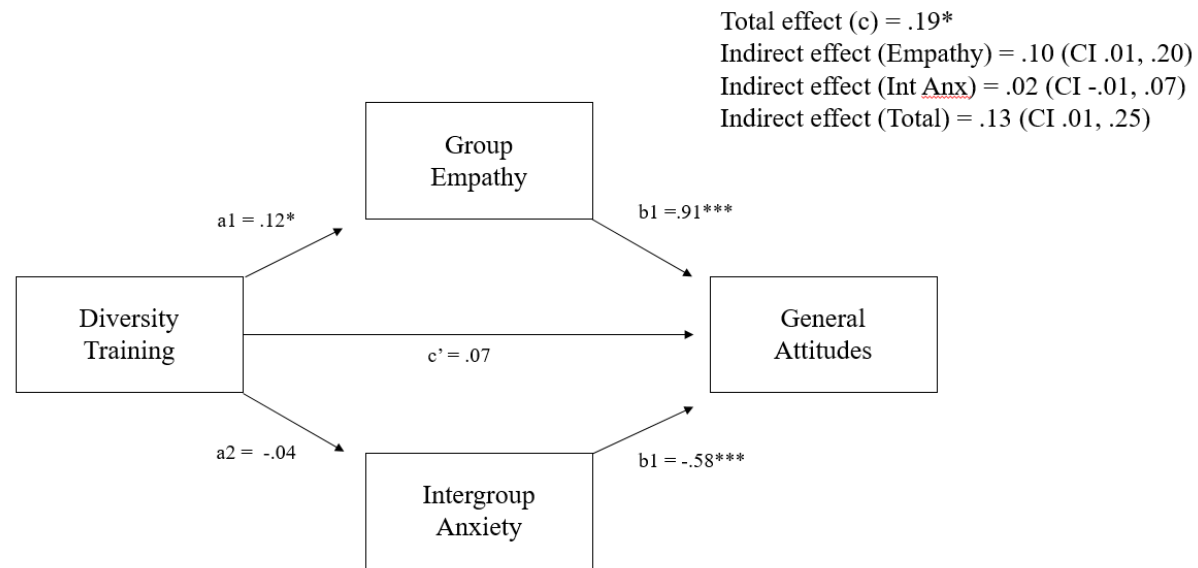 Total effect (c) = .19*
Indirect effect (Empathy) = .10 (CI .01, .20)
Indirect effect (Int Anx) = .02 (CI -.01, .07)
Indirect effect (Total) = .13 (CI .01, .25)
Group
Empathy
a1 = .12*
b1 =.91***
Diversity
Training
c’ = .07
General
Attitudes
a2 = -.04
b1 = -.58***
Intergroup
Anxiety